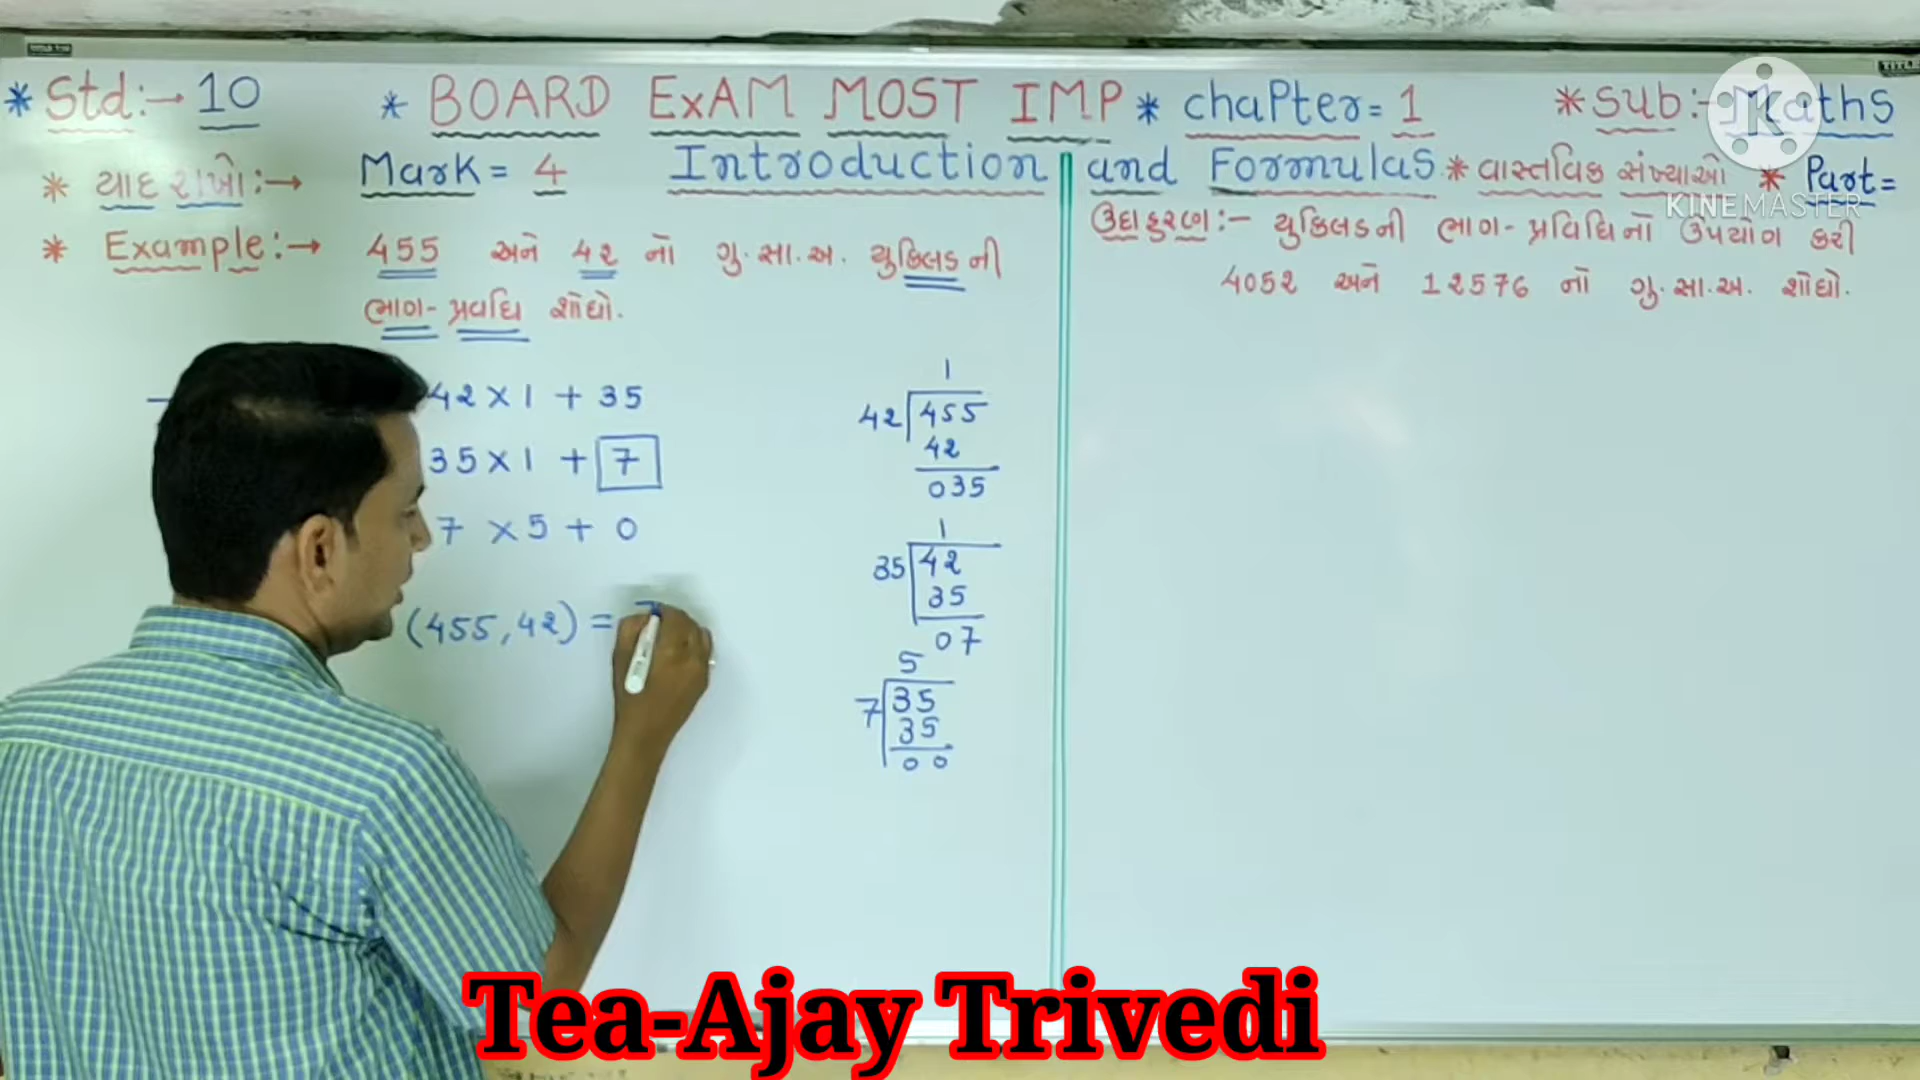 * Std:→ 10 * BOARD ExAM MOST IMP * chaPter = 1 * Sub:- Maths
* યાદ રાખો:→ Mark = 4 Introduction and Formulas * વાસ્તવિક સંખ્યાઓ * Part=
KINEMASTER
* Example:→ 455 અને 42 નો ગુ.સા.અ. યુક્લિડની
ભાગ-પ્રવધિ શોધો.
42 × 1 + 35
35 × 1 + 7
7 × 5 + 0
(455, 42) = 7
1
42 455
42
035
1
35 42
35
07
5
7 35
35
00
ઉદાહરણ:- યુક્લિડની ભાગ-પ્રવિધિનો ઉપયોગ કરી
4052 અને 12576 નો ગુ.સા.અ. શોધો.
Tea-Ajay Trivedi